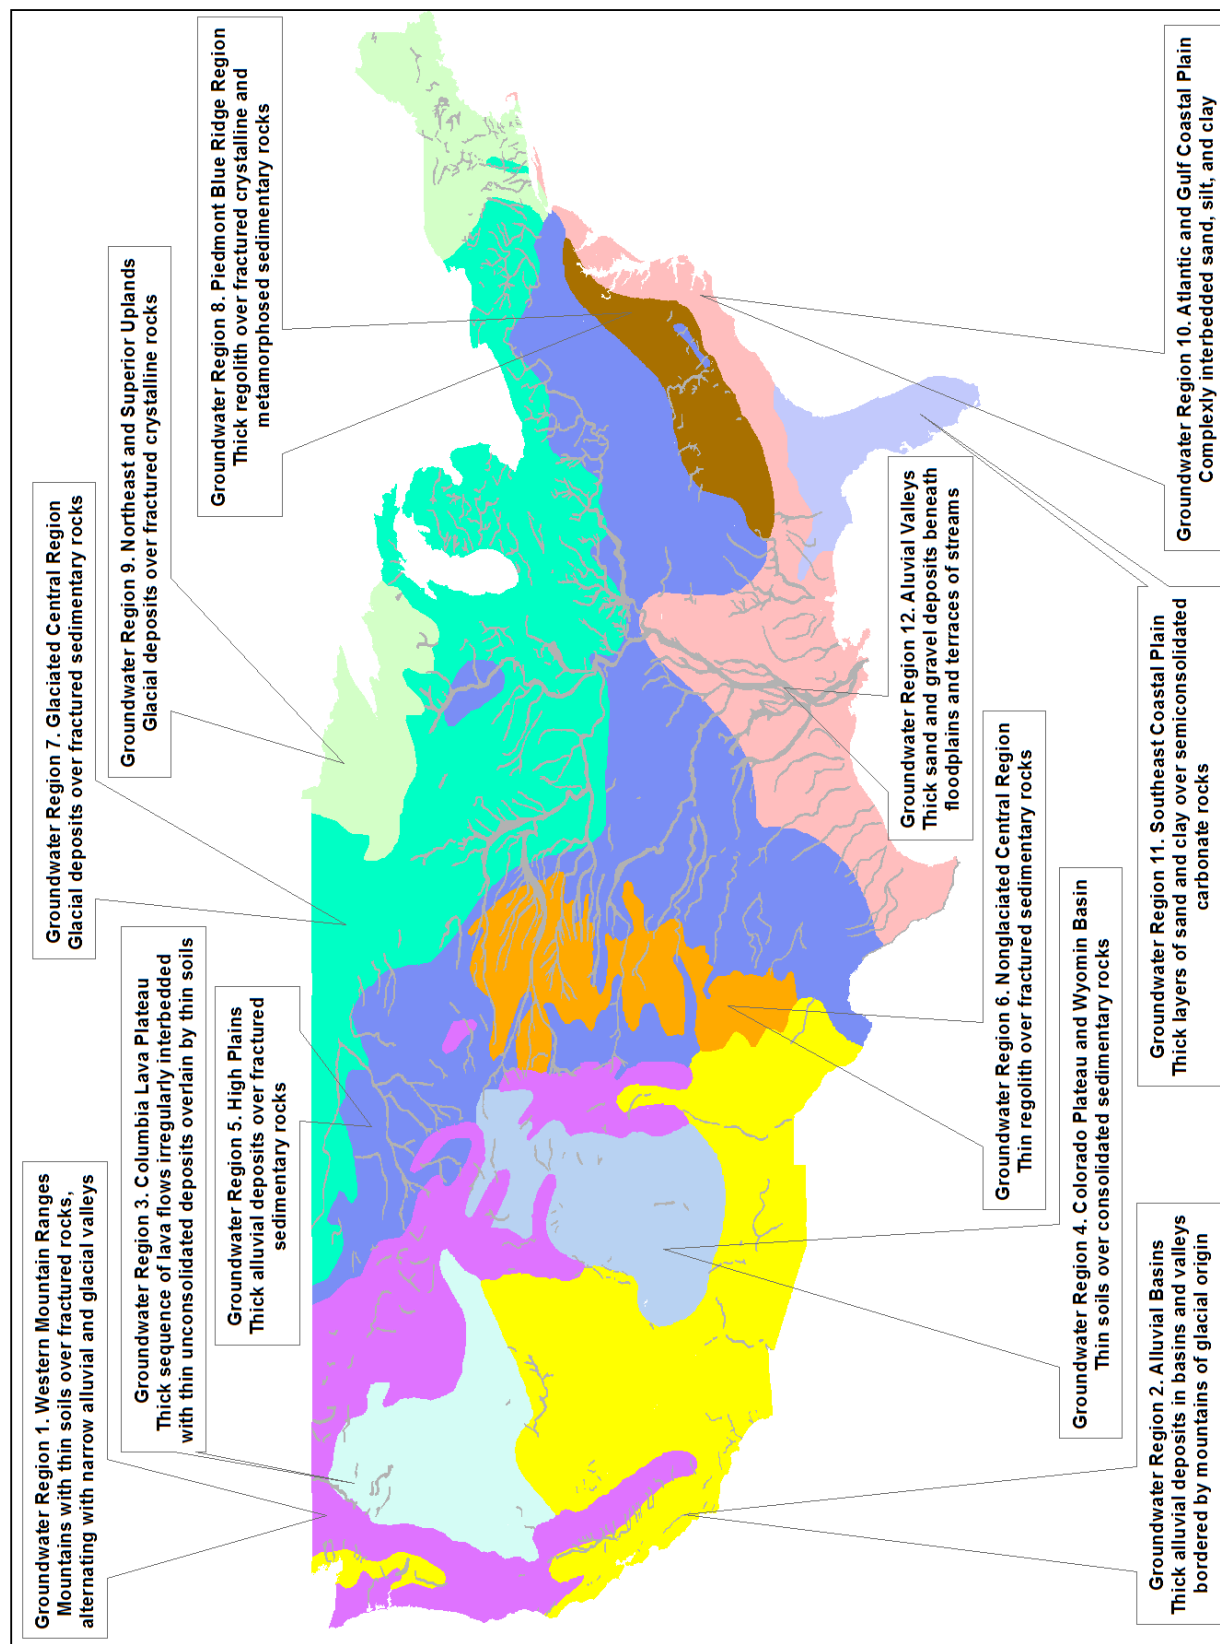 Groundwater Region 1. Western Mountain Ranges
Mountains with thin soils over fractured rocks,
alternating with narrow alluvial and glacial valleys
Groundwater Region 3. Columbia Lava Plateau
Thick sequence of lava flows irregularly interbedded
with thin unconsolidated deposits overlain by thin soils
Groundwater Region 5. High Plains
Thick alluvial deposits over fractured
sedimentary rocks
Groundwater Region 7. Glaciated Central Region
Glacial deposits over fractured sedimentary rocks
Groundwater Region 9. Northeast and Superior Uplands
Glacial deposits over fractured crystalline rocks
Groundwater Region 8. Piedmont Blue Ridge Region
Thick regolith over fractured crystalline and
metamorphosed sedimentary rocks
Groundwater Region 2. Alluvial Basins
Thick alluvial deposits in basins and valleys
bordered by mountains of glacial origin
Groundwater Region 4. Colorado Plateau and Wyomin Basin
Thin soils over consolidated sedimentary rocks
Groundwater Region 6. Nonglaciated Central Region
Thin regolith over fractured sedimentary rocks
Groundwater Region 12. Aluvial Valleys
Thick sand and gravel deposits beneath
floodplains and terraces of streams
Groundwater Region 11. Southeast Coastal Plain
Thick layers of sand and clay over semiconsolidated
carbonate rocks
Groundwater Region 10. Atlantic and Gulf Coastal Plain
Complexly interbedded sand, silt, and clay